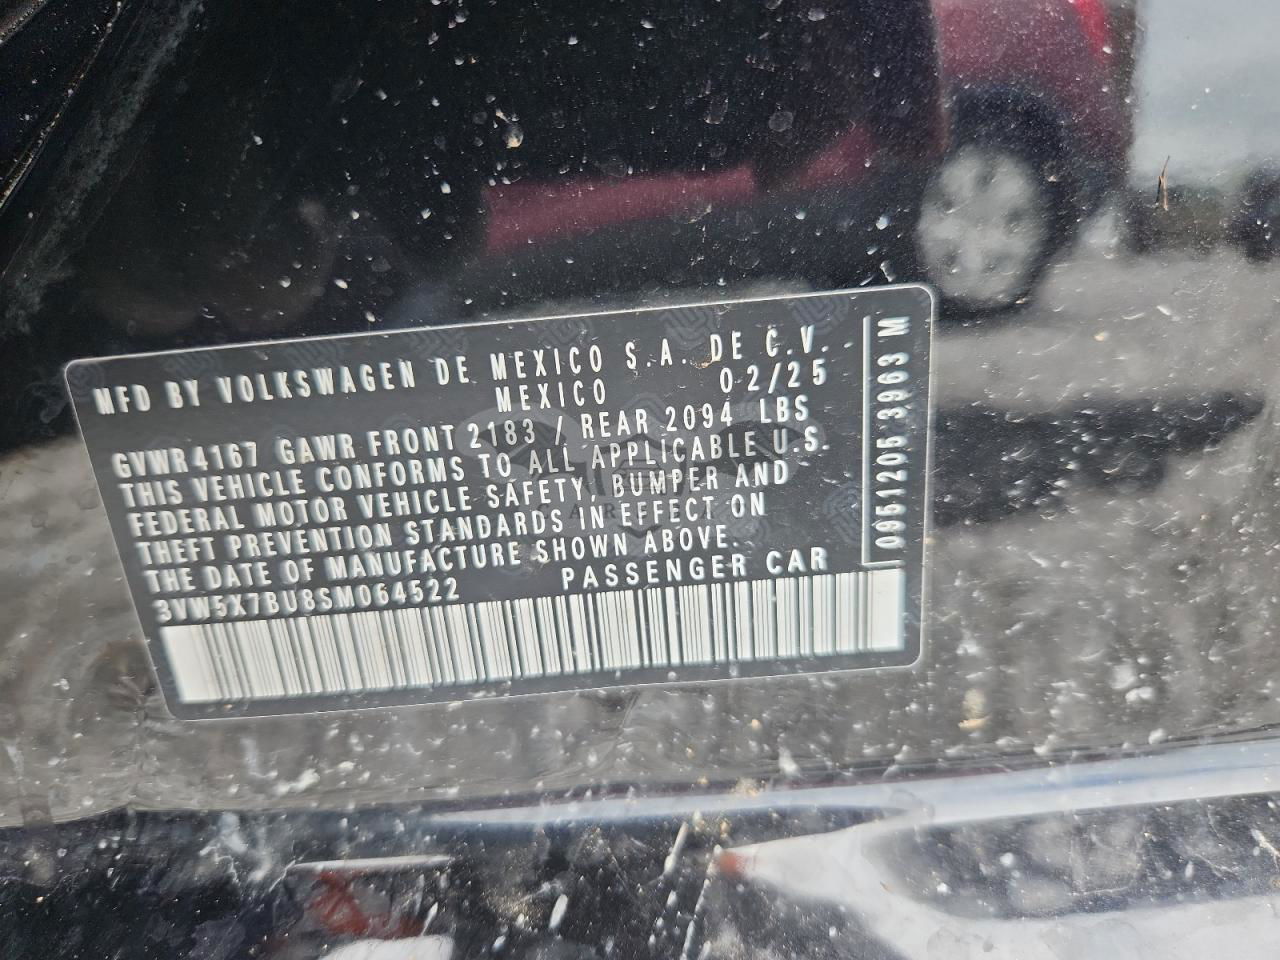 MFD BY VOLKSWAGEN DE MEXICO S.A. DE C.V.
MEXICO 02/25
GVWR 4167 GAWR FRONT 2183 / REAR 2094 LBS
THIS VEHICLE CONFORMS TO ALL APPLICABLE U.S.
FEDERAL MOTOR VEHICLE SAFETY, BUMPER AND
THEFT PREVENTION STANDARDS IN EFFECT ON
THE DATE OF MANUFACTURE SHOWN ABOVE.
3VW5X7BU8SM064522 PASSENGER CAR
0951205 3963 M